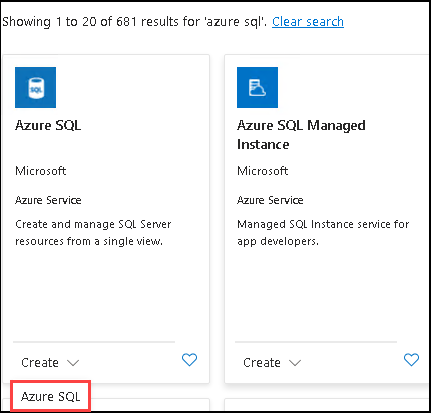 Showing 1 to 20 of 681 results for 'azure sql'. Clear search
SQL
Azure SQL
Microsoft
Azure Service
Create and manage SQL Server
resources from a single view.
Create
Azure SQL Managed
Instance
Microsoft
Azure Service
Managed SQL Instance service for
app developers.
Create
Azure SQL